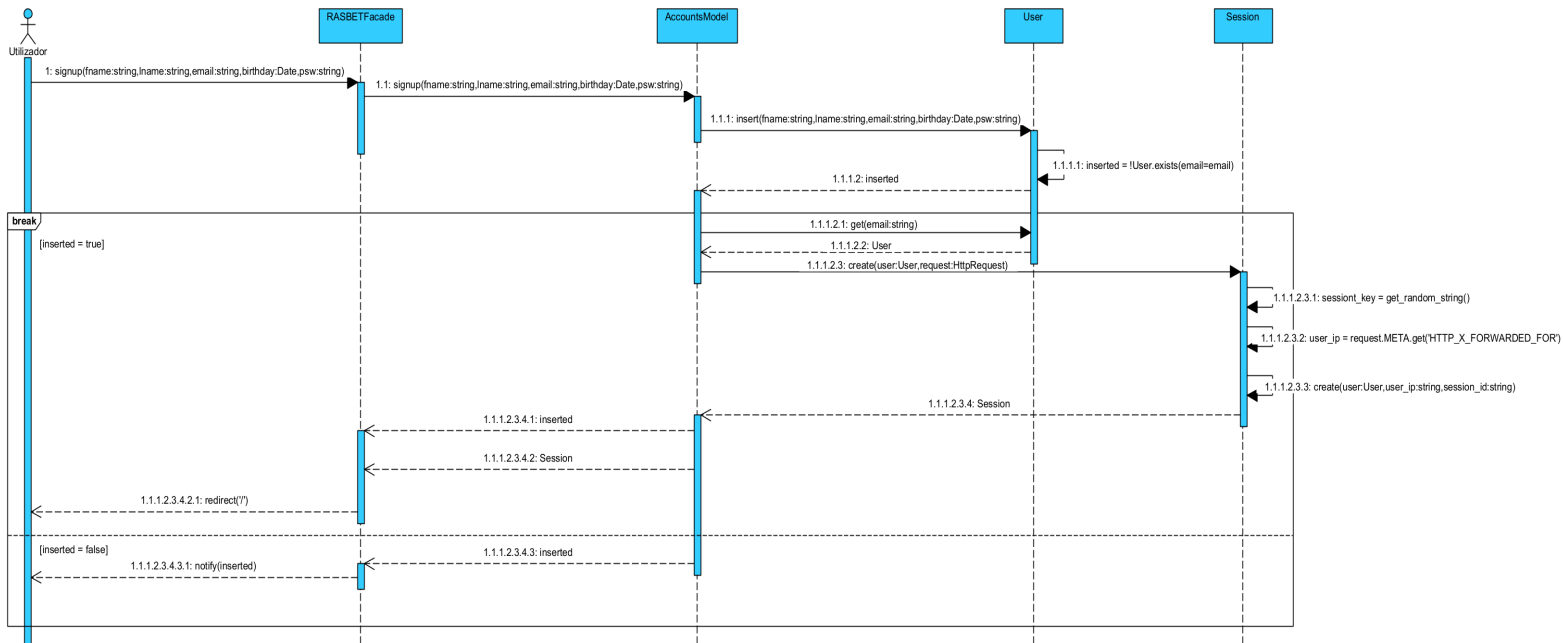 RASBETFacade
AccountsModel
User
Session
Utilizador
1: signup(fname:string,lname:string,email:string,birthday:Date,psw:string)
1.1: signup(fname:string,lname:string,email:string,birthday:Date,psw:string)
1.1.1: insert(fname:string,lname:string,email:string,birthday:Date,psw:string)
1.1.1.1: inserted = !User.exists(email=email)
1.1.1.2: inserted
break
1.1.1.2.1: get(email:string)
[inserted = true]
1.1.1.2.2: User
1.1.1.2.3: create(user:User,request:HttpRequest)
1.1.1.2.3.1: sessiont_key = get_random_string()
1.1.1.2.3.2: user_ip = request.META.get('HTTP_X_FORWARDED_FOR')
1.1.1.2.3.3: create(user:User,user_ip:string,session_id:string)
1.1.1.2.3.4: Session
1.1.1.2.3.4.1: inserted
1.1.1.2.3.4.2: Session
1.1.1.2.3.4.2.1: redirect('/')
[inserted = false]
1.1.1.2.3.4.3: inserted
1.1.1.2.3.4.3.1: notify(inserted)